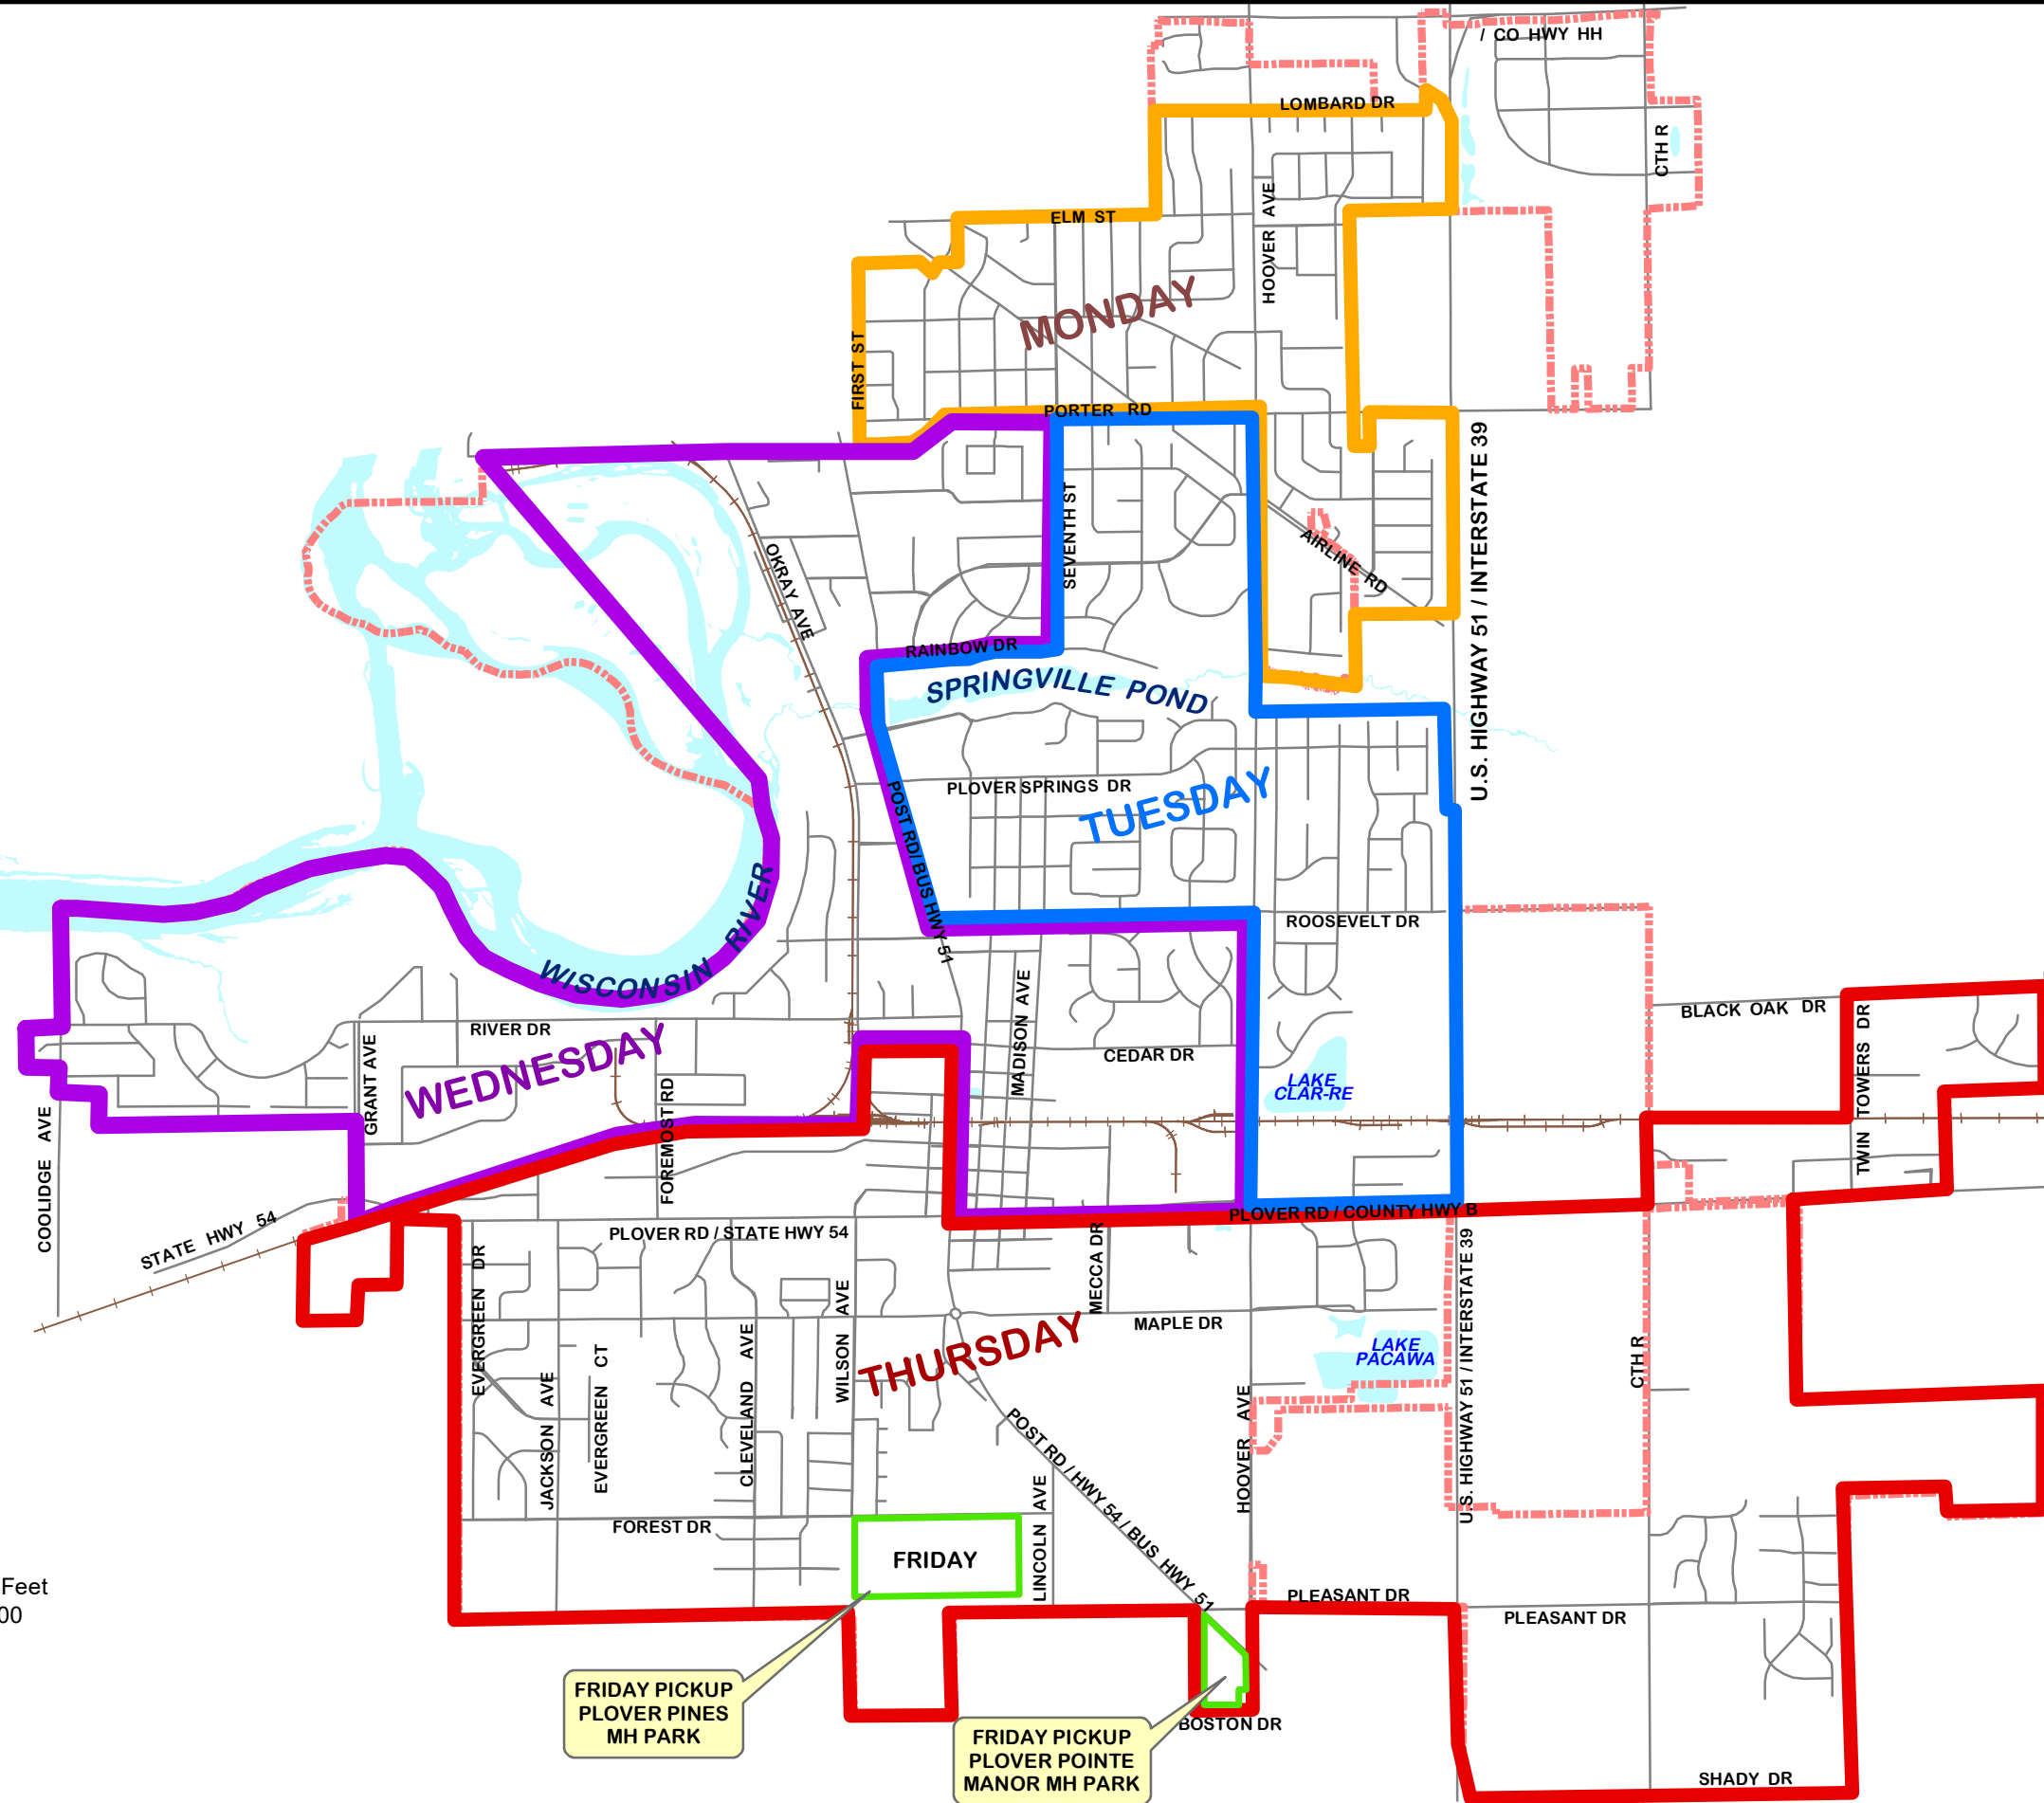 / CO HWY HH
LOMBARD DR
CTH R
HOOVER AVE
ELM ST
MONDAY
FIRST ST
PORTER RD
U.S. HIGHWAY 51 / INTERSTATE 39
SEVENTH ST
AIRLINE RD
OKRAY AVE
RAINBOW DR
SPRINGVILLE POND
PLOVER SPRINGS DR
TUESDAY
POST RD/ BUS HWY 51
ROOSEVELT DR
WISCONSIN RIVER
RIVER DR
GRANT AVE
WEDNESDAY
FOREMOST RD
MADISON AVE
CEDAR DR
LAKE
CLAR-RE
BLACK OAK DR
TWIN TOWERS DR
COOLIDGE AVE
STATE HWY 54
PLOVER RD / STATE HWY 54
PLOVER RD / COUNTY HWY B
MECCA DR
EVERGREEN DR
WILSON AVE
MAPLE DR
THURSDAY
LAKE
PACAWA
U.S. HIGHWAY 51 / INTERSTATE 39
CTH R
JACKSON AVE
EVERGREEN CT
CLEVELAND AVE
POST RD / HWY 54 / BUS HWY 51
HOOVER AVE
FOREST DR
FRIDAY
LINCOLN AVE
Feet
00
PLEASANT DR
PLEASANT DR
FRIDAY PICKUP
PLOVER PINES
MH PARK
BOSTON DR
FRIDAY PICKUP
PLOVER POINTE
MANOR MH PARK
SHADY DR